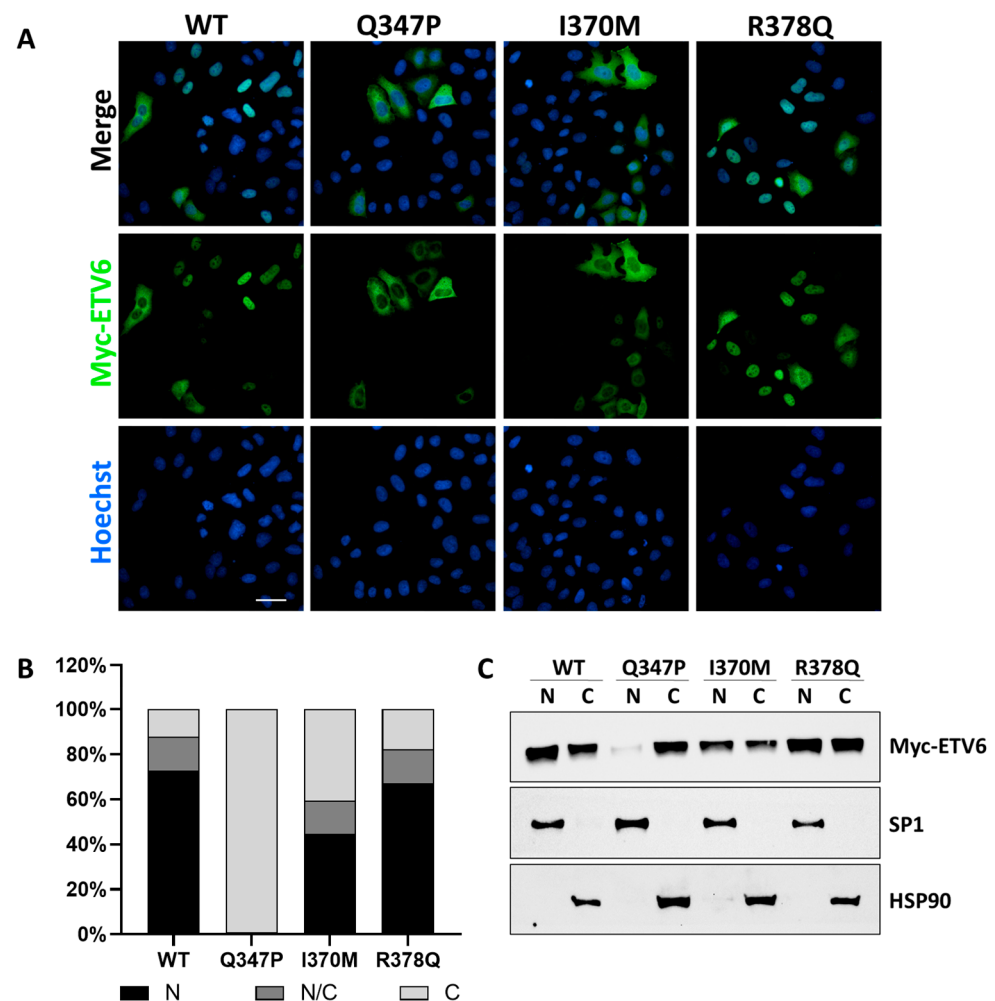 A
WT Q347P I370M R378Q
Merge
Myc-ETV6
Hoechst
B
120%
100%
80%
60%
40%
20%
0%
WT Q347P I370M R378Q
N N/C C
C
WT Q347P I370M R378Q
N C N C N C N C
Myc-ETV6
SP1
HSP90